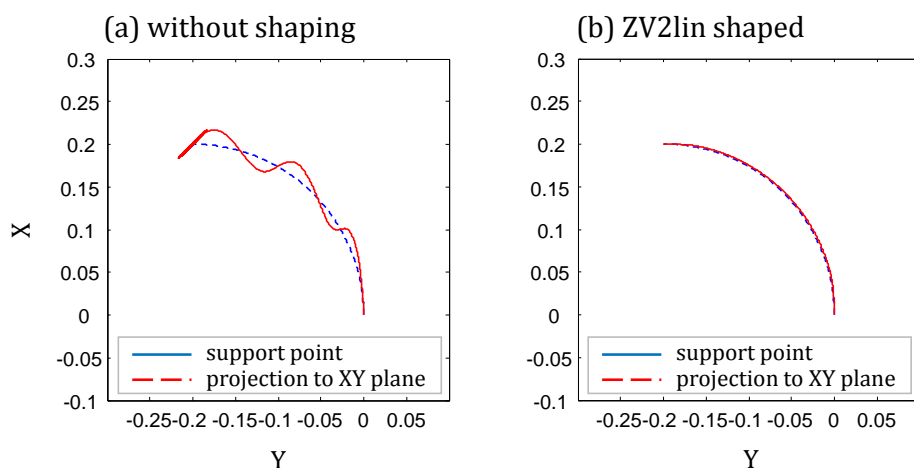 (a) without shaping
0.3
0.25
0.2
0.15
0.1
0.05
0
-0.05
-0.1
X
support point
projection to XY plane
-0.25 -0.2 -0.15 -0.1 -0.05 0 0.05
Y
(b) ZV2lin shaped
0.3
0.25
0.2
0.15
0.1
0.05
0
-0.05
-0.1
support point
projection to XY plane
-0.25 -0.2 -0.15 -0.1 -0.05 0 0.05
Y